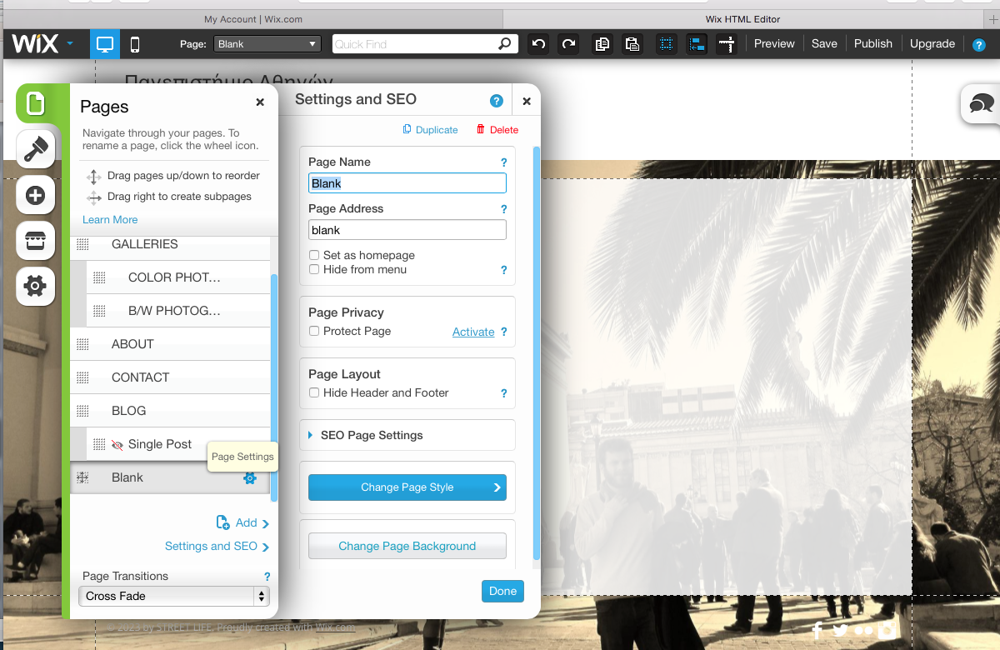 My Account | Wix.com
Wix HTML Editor
WiX
Page:
Blank
Quick Find
Preview
Save
Publish
Upgrade
?
Πανεπιστήμιο Αθηνών
Pages
Navigate through your pages. To
rename a page, click the wheel icon.
Drag pages up/down to reorder
Drag right to create subpages
Learn More
GALLERIES
COLOR PHOT...
B/W PHOTOG...
ABOUT
CONTACT
BLOG
Single Post
Page Settings
Blank
Add
Settings and SEO
Page Transitions
?
Cross Fade
Settings and SEO
?
Duplicate
Delete
Page Name
?
Blank
Page Address
?
blank
Set as homepage
Hide from menu
?
Page Privacy
Protect Page
Activate
?
Page Layout
Hide Header and Footer
?
SEO Page Settings
Change Page Style
Change Page Background
Done
by STREET LIFE. Proudly created with Wix.com